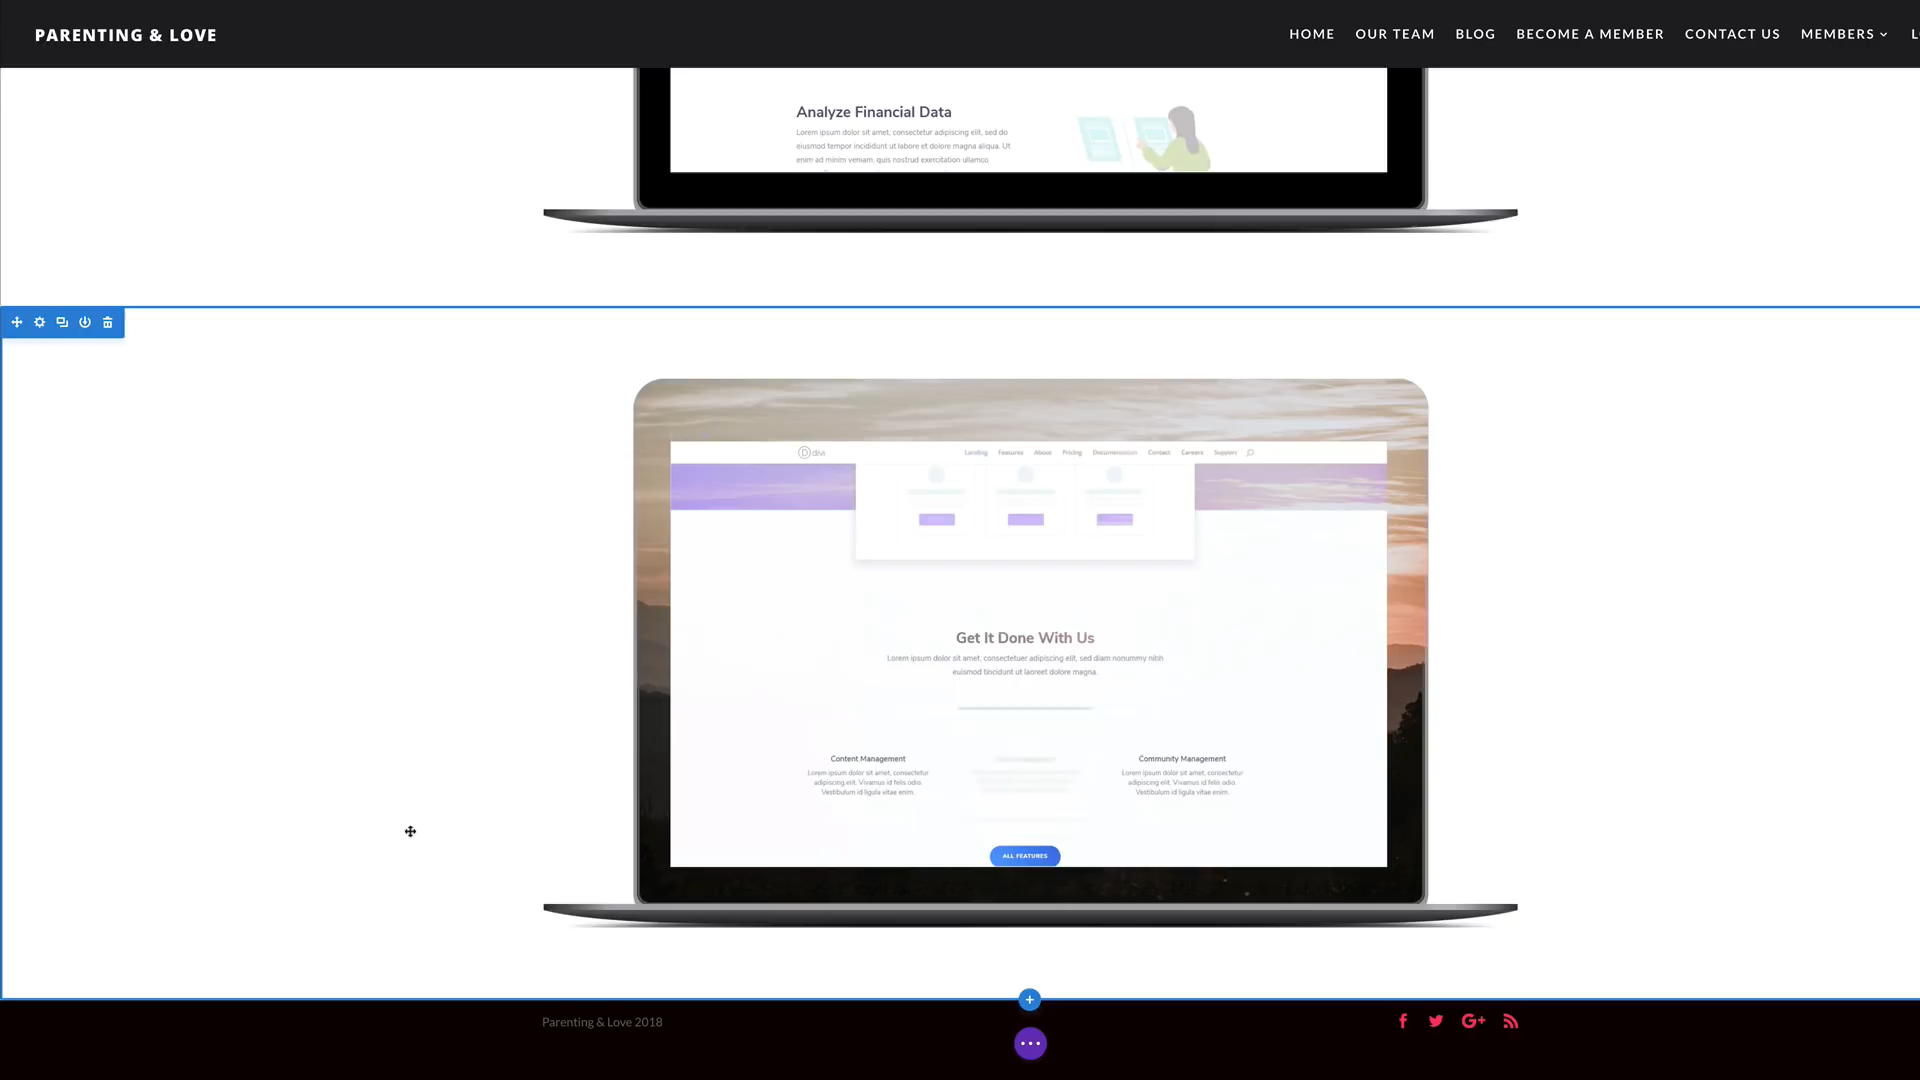 PARENTING & LOVE
HOME OUR TEAM BLOG BECOME A MEMBER CONTACT US MEMBERS
Analyze Financial Data
Lorem ipsum dolor sit amet, consectetur adipiscing elit, sed do
eiusmod tempor incididunt ut labore et dolore magna aliqua. Ut
enim ad minim veniam, quis nostrud exercitation ullamco
divi
Landing Features About Pricing Documentation Contact Careers Support
Get It Done With Us
Lorem ipsum dolor sit amet, consectetuer adipiscing elit, sed diam nonummy nibh
euismod tincidunt ut laoreet dolore magna.
Content Management
Lorem ipsum dolor sit amet, consectetur
adipiscing elit. Vivamus id felis odio.
Vestibulum id ligula vitae enim.
Community Management
Lorem ipsum dolor sit amet, consectetur
adipiscing elit. Vivamus id felis odio.
Vestibulum id ligula vitae enim.
ALL FEATURES
Parenting & Love 2018